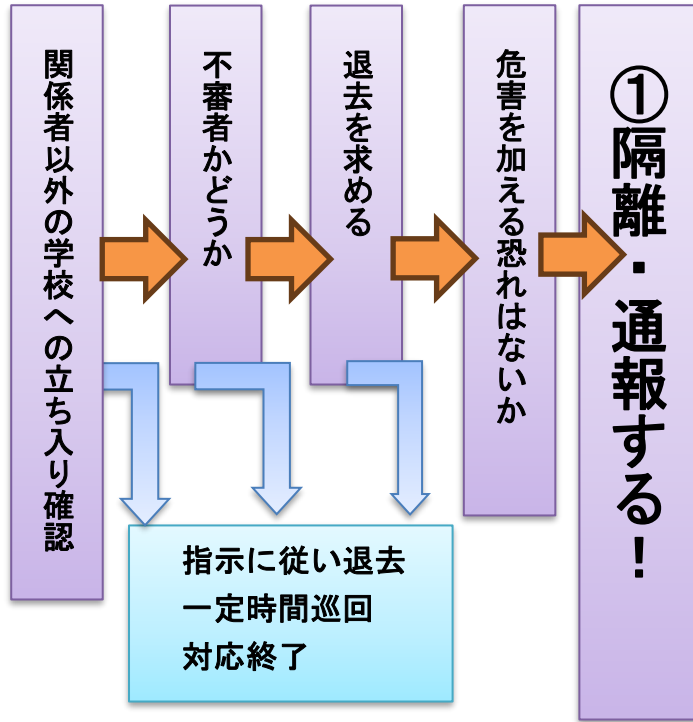 関係者以外の学校への立ち入り確認
不審者かどうか
退去を求める
危害を加える恐れはないか
①隔離・通報する！
指示に従い退去
一定時間巡回
対応終了